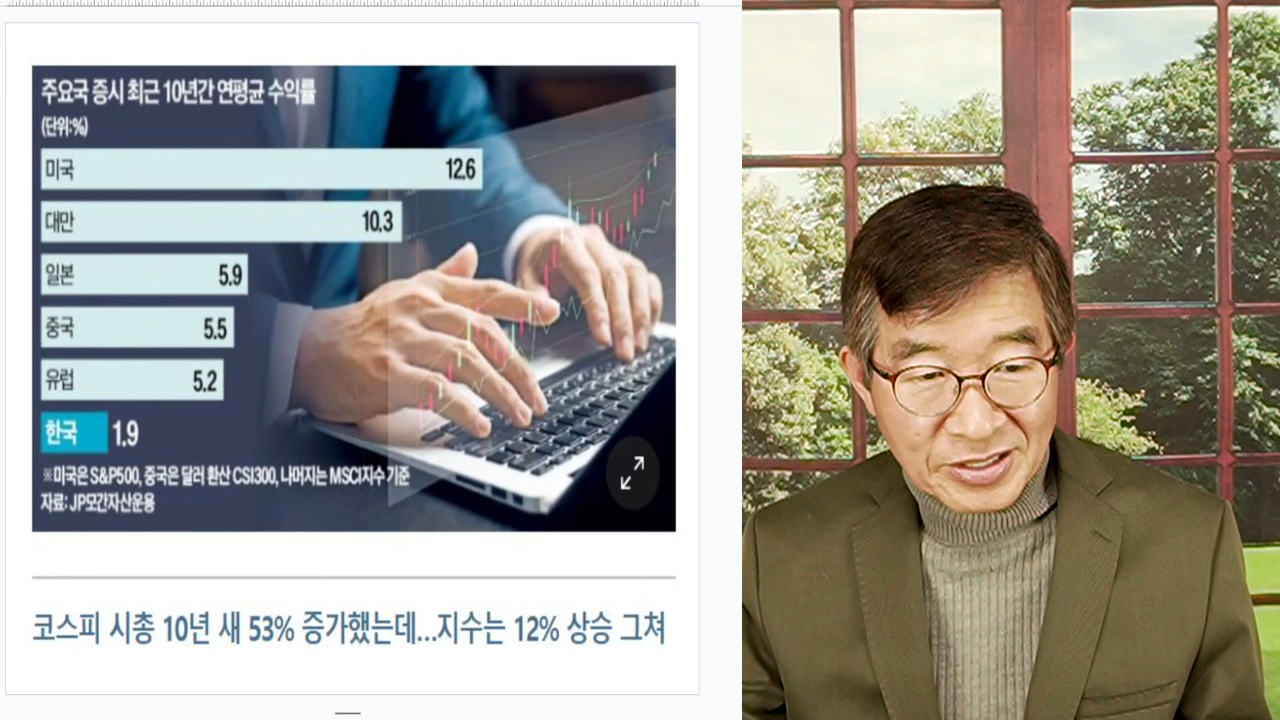 주요국 증시 최근 10년간 연평균 수익률
(단위:%)
미국 12.6
대만 10.3
일본 5.9
중국 5.5
유럽 5.2
한국 1.9
※미국은 S&P500, 중국은 달러 환산 CSI300, 나머지는 MSCI지수 기준
자료: JP모간자산운용
코스피 시총 10년 새 53% 증가했는데...지수는 12% 상승 그쳐